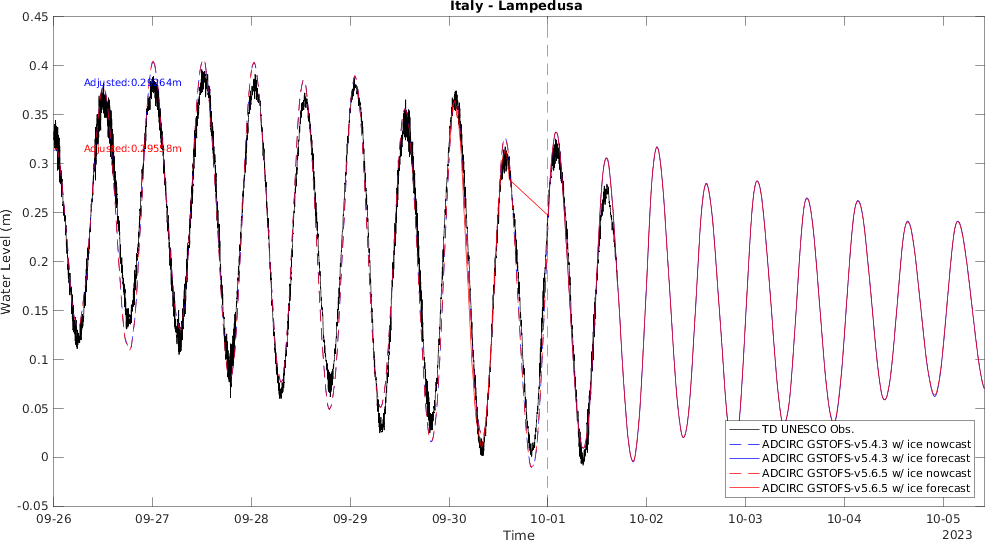 Italy - Lampedusa
0.45
0.4
0.35
0.3
0.25
0.2
0.15
0.1
0.05
0
-0.05
Water Level (m)
Adjusted:0.29558m
09-26
09-27
09-28
09-29
09-30
10-01
10-02
10-03
10-04
10-05
Time
2023
TD UNESCO Obs.
ADCIRC GSTOFS-v5.4.3 w/ ice nowcast
ADCIRC GSTOFS-v5.4.3 w/ ice forecast
ADCIRC GSTOFS-v5.6.5 w/ ice nowcast
ADCIRC GSTOFS-v5.6.5 w/ ice forecast